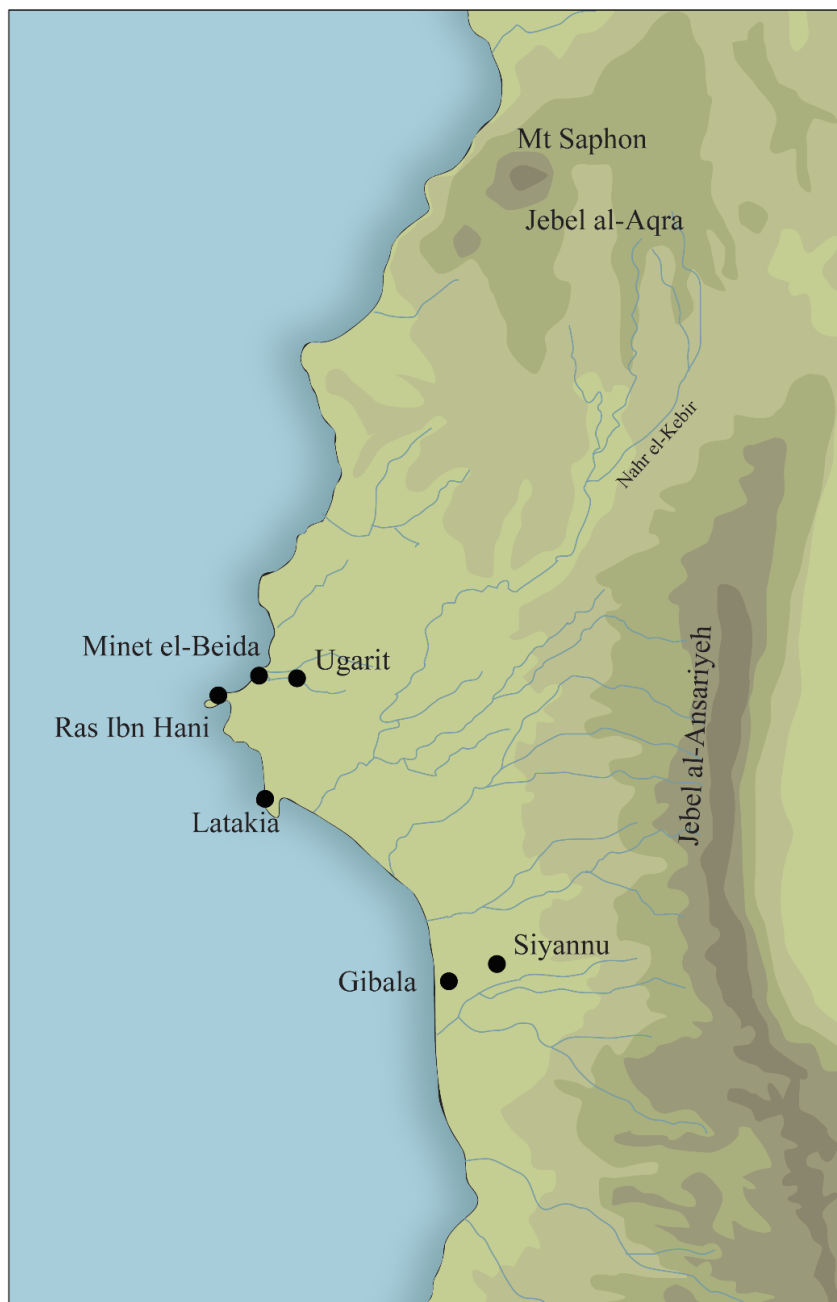 Mt Saphon
Jebel al-Aqra
Nahr el-Kebir
Minet el-Beida
Ugarit
Ras Ibn Hani
Jebel al-Ansariyeh
Latakia
Siyannu
Gibala